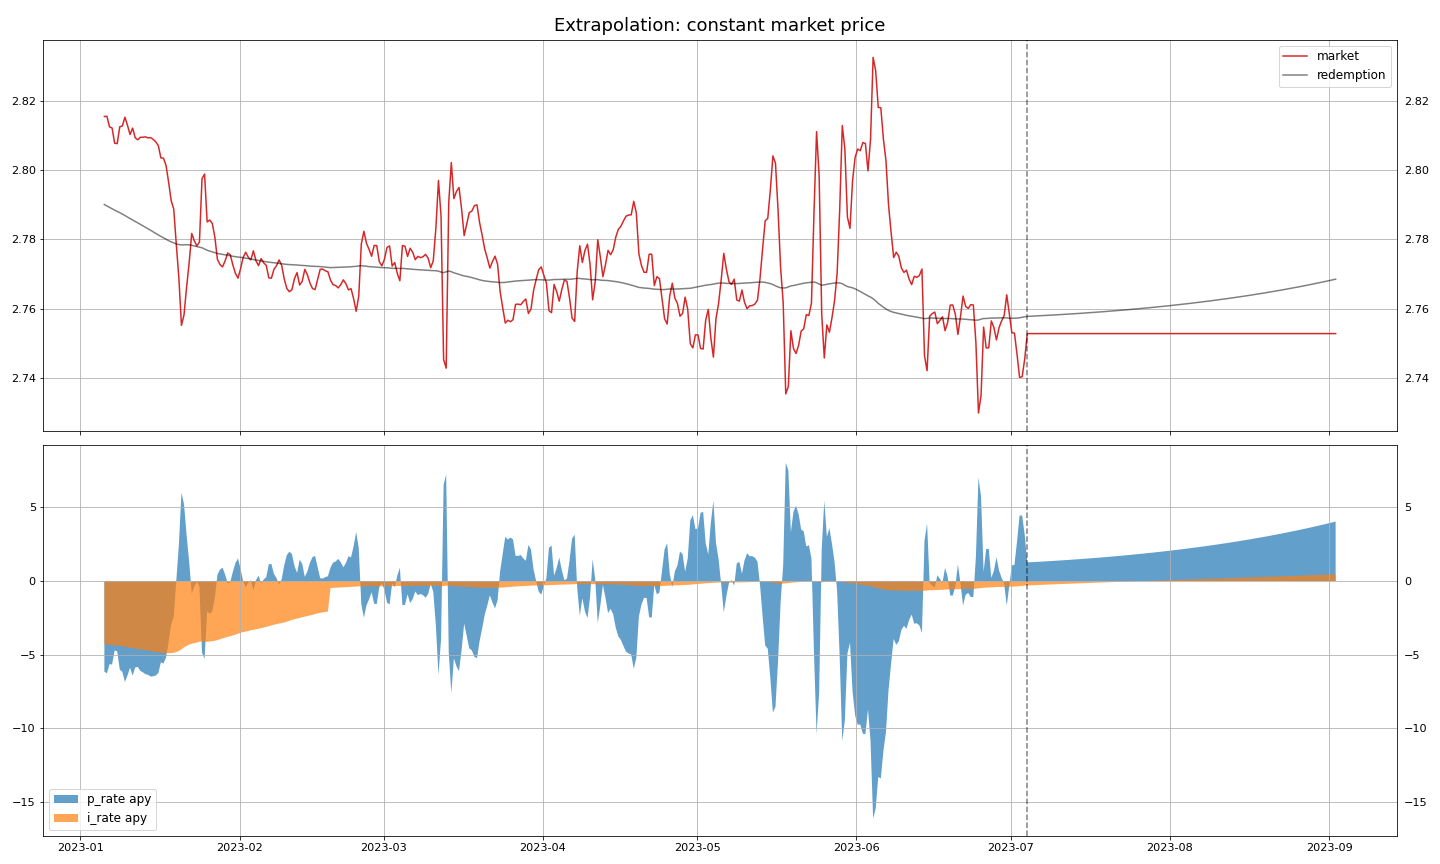 Extrapolation: constant market price
market
redemption
2.82 2.82
2.80 2.80
2.78 2.78
2.76 2.76
2.74 2.74
5 5
0 0
−5 −5
−10 −10
−15 −15
p_rate apy
i_rate apy
2023-01 2023-02 2023-03 2023-04 2023-05 2023-06 2023-07 2023-08 2023-09